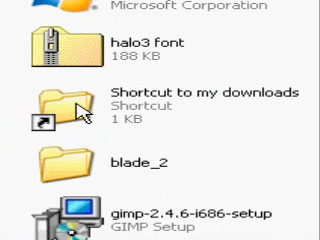 Microsoft Corporation
halo3 font
188 KB
Shortcut to my downloads
Shortcut
1 KB
blade_2
gimp-2.4.6-i686-setup
GIMP Setup